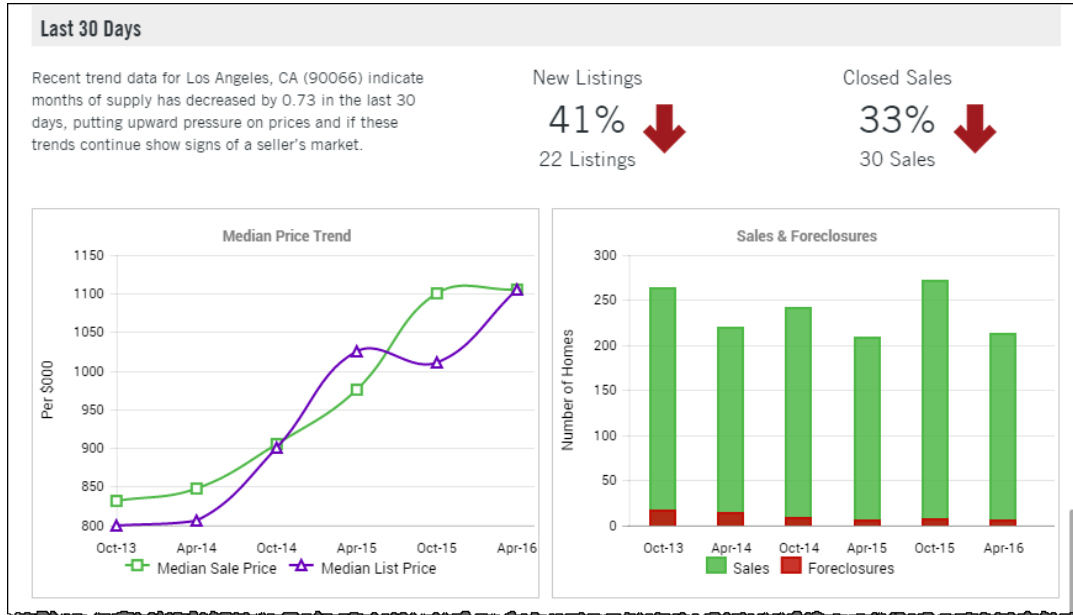 Last 30 Days
Recent trend data for Los Angeles, CA (90066) indicate
months of supply has decreased by 0.73 in the last 30
days, putting upward pressure on prices and if these
trends continue show signs of a seller's market.
New Listings
41%
22 Listings
Closed Sales
33%
30 Sales
Median Price Trend
1150
1100
1050
1000
950
900
850
800
Per $000
Oct-13 Apr-14 Oct-14 Apr-15 Oct-15 Apr-16
Median Sale Price Median List Price
Sales & Foreclosures
300
250
200
150
100
50
0
Number of Homes
Oct-13 Apr-14 Oct-14 Apr-15 Oct-15 Apr-16
Sales Foreclosures